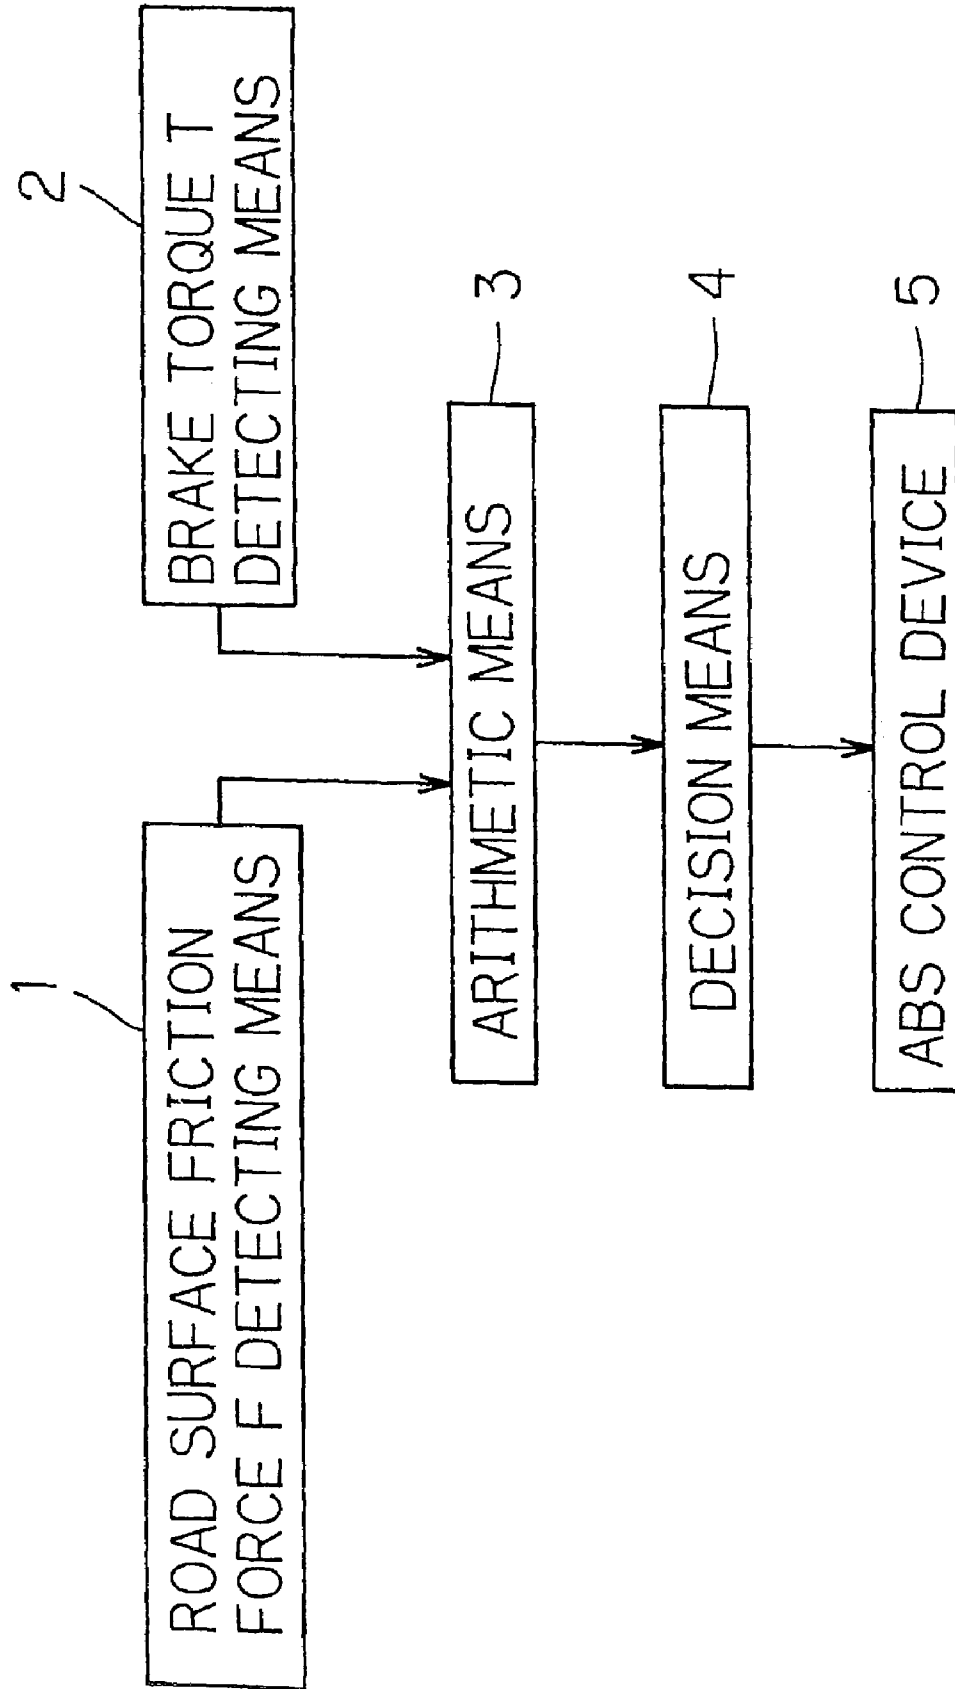 1
ROAD SURFACE FRICTION
FORCE F DETECTING MEANS
2
BRAKE TORQUE T
DETECTING MEANS
3
ARITHMETIC MEANS
4
DECISION MEANS
5
ABS CONTROL DEVICE